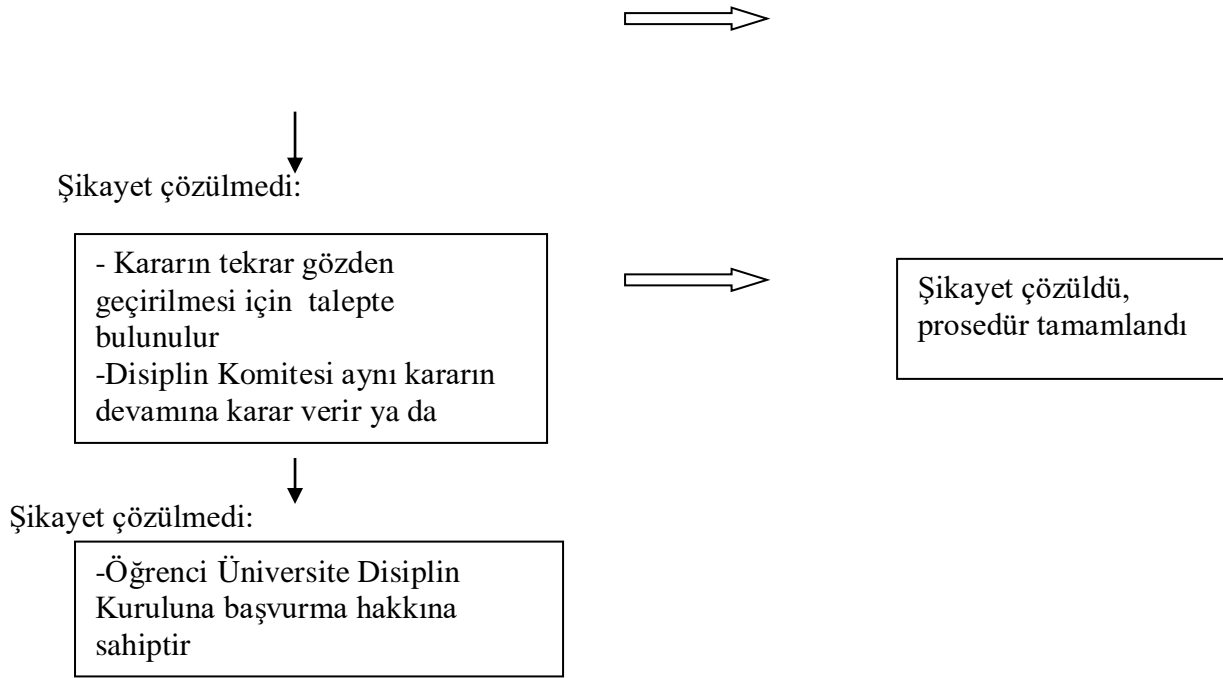 Şikayet çözülmedi:
- Kararın tekrar gözden
geçirilmesi için talepte
bulunulur
-Disiplin Komitesi aynı kararın
devamına karar verir ya da
Şikayet çözüldü,
prosedür tamamlandı
Şikayet çözülmedi:
-Öğrenci Üniversite Disiplin
Kuruluna başvurma hakkına
sahiptir